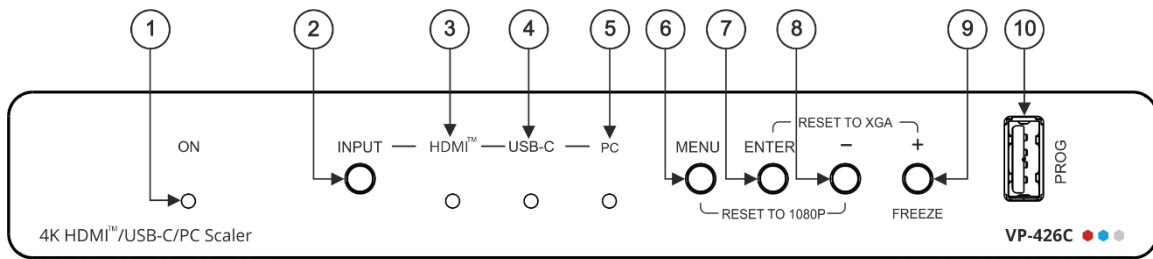 1 2 3 4 5 6 7 8 9 10
RESET TO XGA
ON INPUT HDMI™ USB-C PC MENU ENTER − +
PROG
RESET TO 1080P FREEZE
4K HDMI™/USB-C/PC Scaler VP-426C